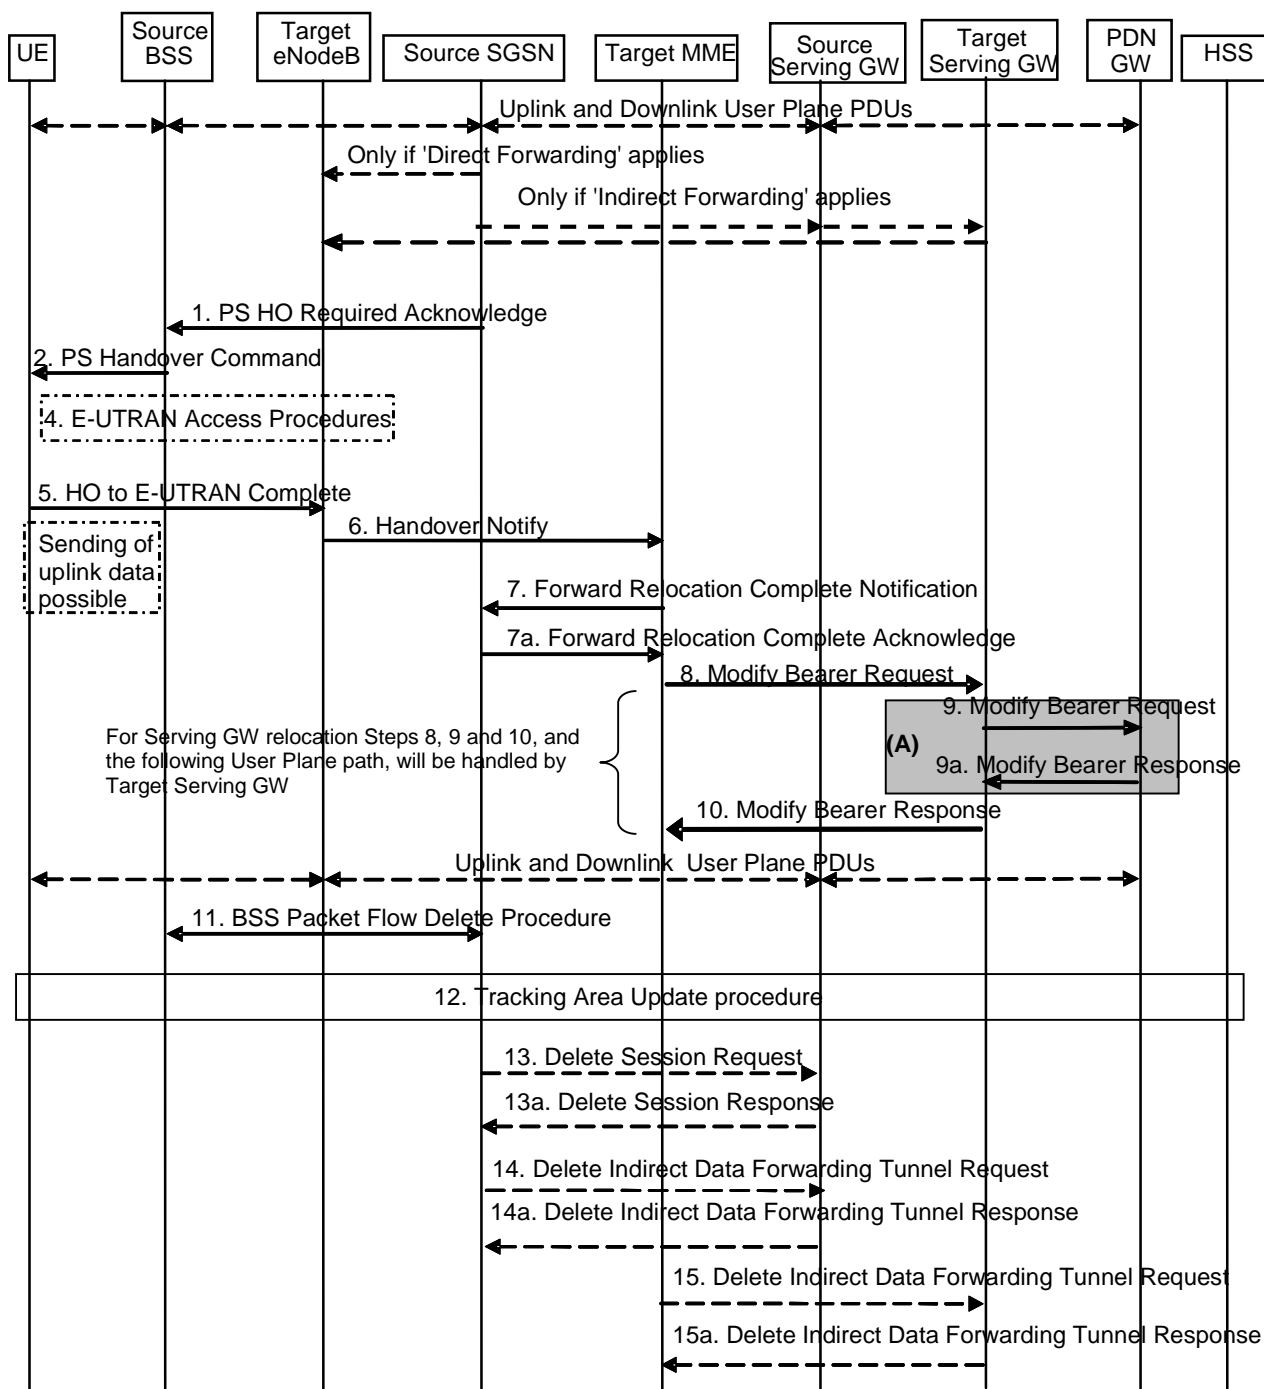 UE
Source
BSS
Target
eNodeB
Source SGSN
Target MME
Source
Serving GW
Target
Serving GW
PDN
GW
HSS
Uplink and Downlink User Plane PDUs
Only if 'Direct Forwarding' applies
Only if 'Indirect Forwarding' applies
1. PS HO Required Acknowledge
2. PS Handover Command
4. E-UTRAN Access Procedures
5. HO to E-UTRAN Complete
6. Handover Notify
Sending of
uplink data
possible
7. Forward Relocation Complete Notification
7a. Forward Relocation Complete Acknowledge
8. Modify Bearer Request
9. Modify Bearer Request
(A)
9a. Modify Bearer Response
For Serving GW relocation Steps 8, 9 and 10, and
the following User Plane path, will be handled by
Target Serving GW
10. Modify Bearer Response
Uplink and Downlink User Plane PDUs
11. BSS Packet Flow Delete Procedure
12. Tracking Area Update procedure
13. Delete Session Request
13a. Delete Session Response
14. Delete Indirect Data Forwarding Tunnel Request
14a. Delete Indirect Data Forwarding Tunnel Response
15. Delete Indirect Data Forwarding Tunnel Request
15a. Delete Indirect Data Forwarding Tunnel Response